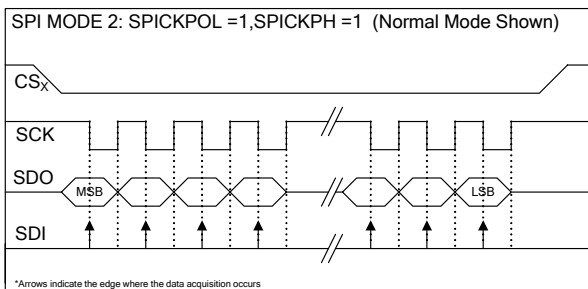 SPI MODE 2: SPICKPOL =1,SPICKPH =1 (Normal Mode Shown)
CSX
SCK
SDO MSB LSB
SDI
*Arrows indicate the edge where the data acquisition occurs